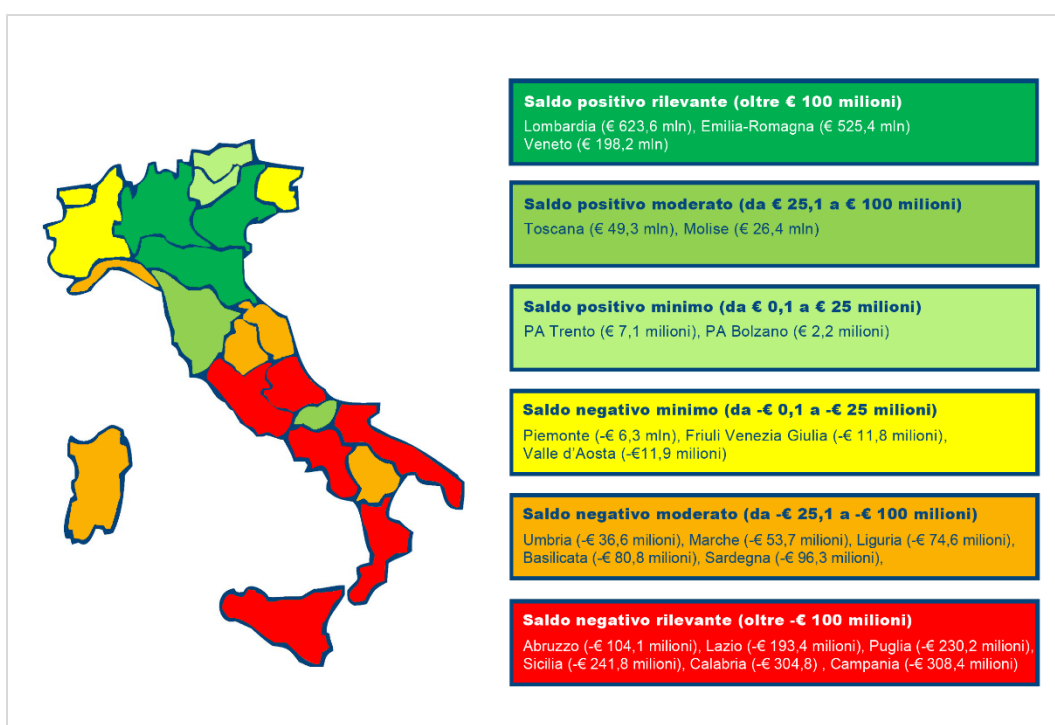 Saldo positivo rilevante (oltre € 100 milioni)
Lombardia (€ 623,6 mln), Emilia-Romagna (€ 525,4 mln)
Veneto (€ 198,2 mln)
Saldo positivo moderato (da € 25,1 a € 100 milioni)
Toscana (€ 49,3 mln), Molise (€ 26,4 mln)
Saldo positivo minimo (da € 0,1 a € 25 milioni)
PA Trento (€ 7,1 milioni), PA Bolzano (€ 2,2 milioni)
Saldo negativo minimo (da -€ 0,1 a -€ 25 milioni)
Piemonte (-€ 6,3 mln), Friuli Venezia Giulia (-€ 11,8 milioni),
Valle d'Aosta (-€11,9 milioni)
Saldo negativo moderato (da -€ 25,1 a -€ 100 milioni)
Umbria (-€ 36,6 milioni), Marche (-€ 53,7 milioni), Liguria (-€ 74,6 milioni),
Basilicata (-€ 80,8 milioni), Sardegna (-€ 96,3 milioni),
Saldo negativo rilevante (oltre -€ 100 milioni)
Abruzzo (-€ 104,1 milioni), Lazio (-€ 193,4 milioni), Puglia (-€ 230,2 milioni),
Sicilia (-€ 241,8 milioni), Calabria (-€ 304,8) , Campania (-€ 308,4 milioni)